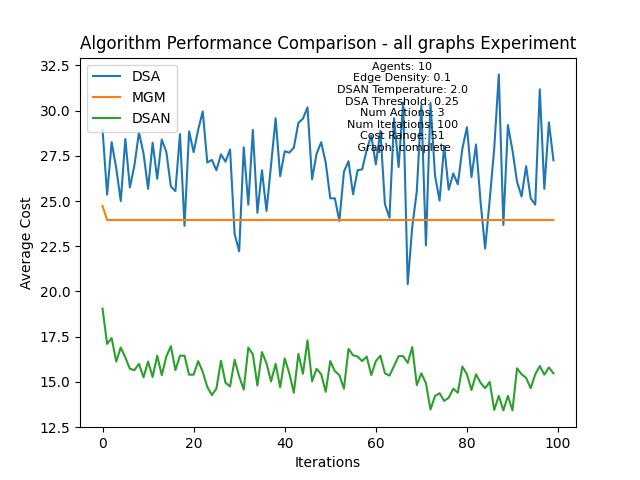 Algorithm Performance Comparison - all graphs Experiment
32.5
30.0
27.5
25.0
22.5
20.0
17.5
15.0
12.5
Average Cost
DSA
MGM
DSAN
Agents: 10
Edge Density: 0.1
DSAN Temperature: 2.0
DSA Threshold: 0.25
Num Actions: 3
Num Iterations: 100
Cost Range: 51
Graph: complete
0
20
40
60
80
100
Iterations